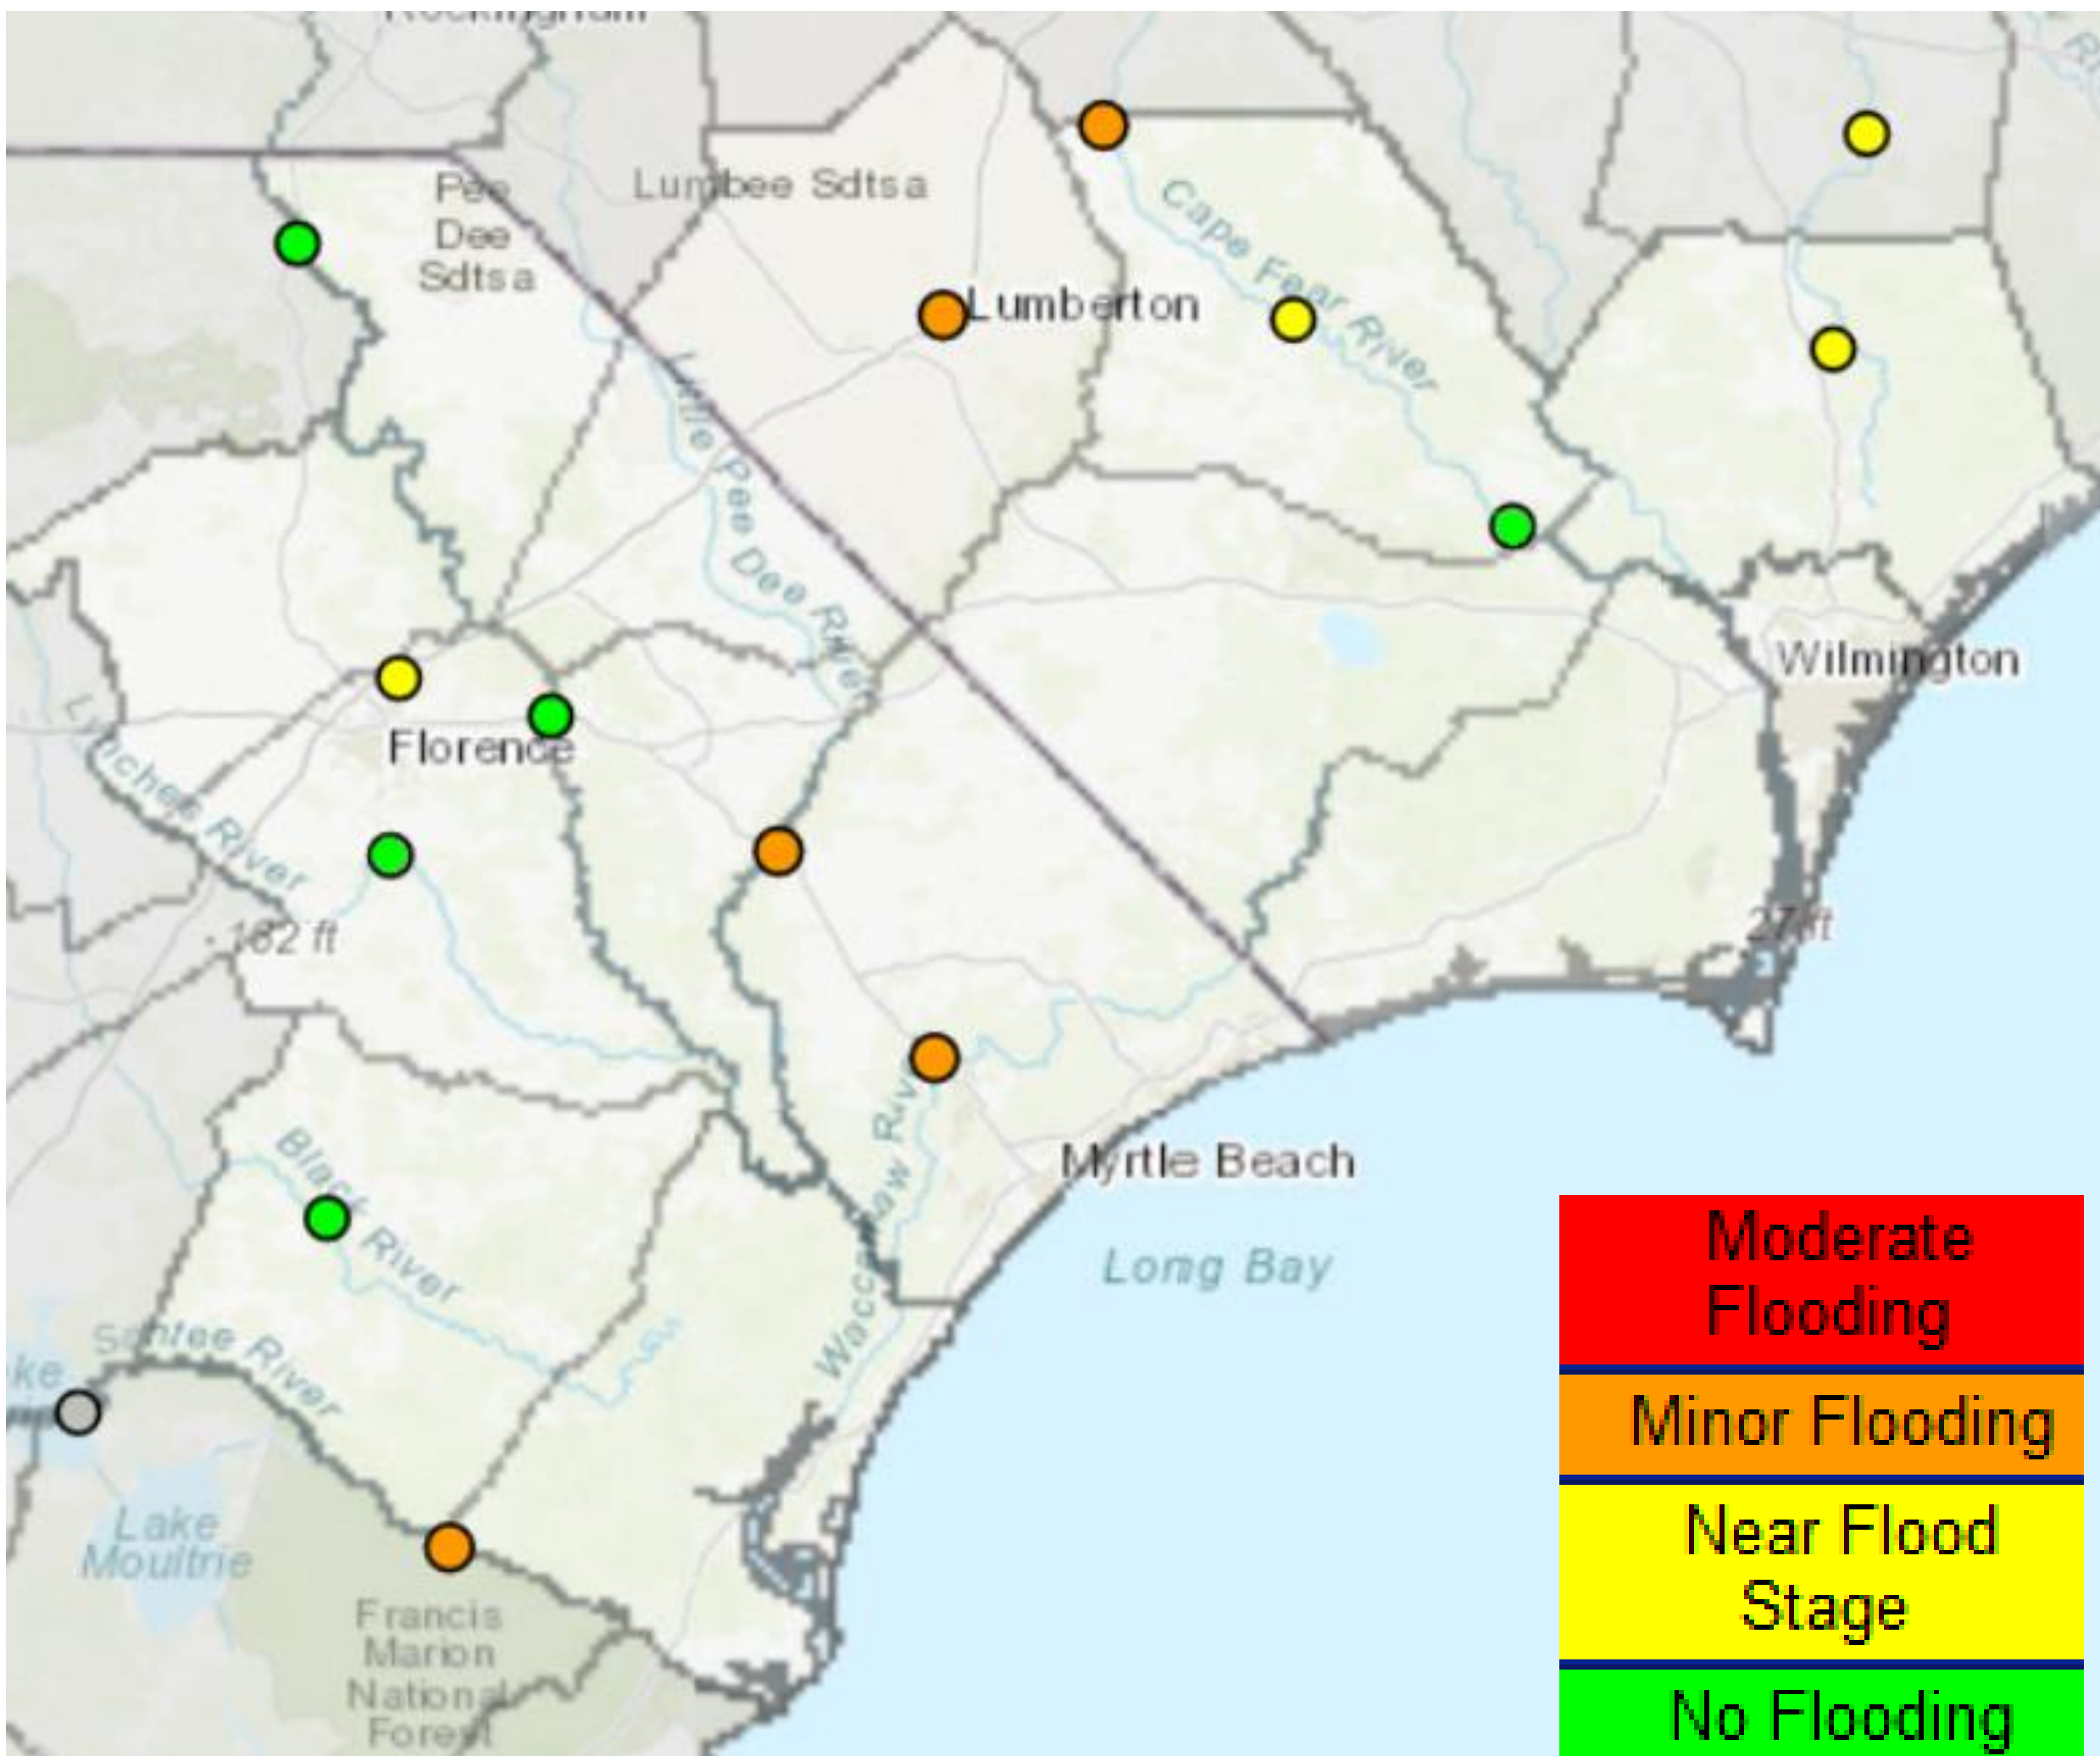 Rockingham
Pee
Dee
Sdtsa
Lumbee Sdtsa
Cape Fear River
Lumberton
Little Pee Dee River
Wilmington
Florence
Lynches River
182 ft
27 ft
Waccamaw River
Myrtle Beach
Black River
Long Bay
Santee River
ke
Lake
Moultrie
Francis
Marion
National
Forest
Moderate
Flooding
Minor Flooding
Near Flood
Stage
No Flooding